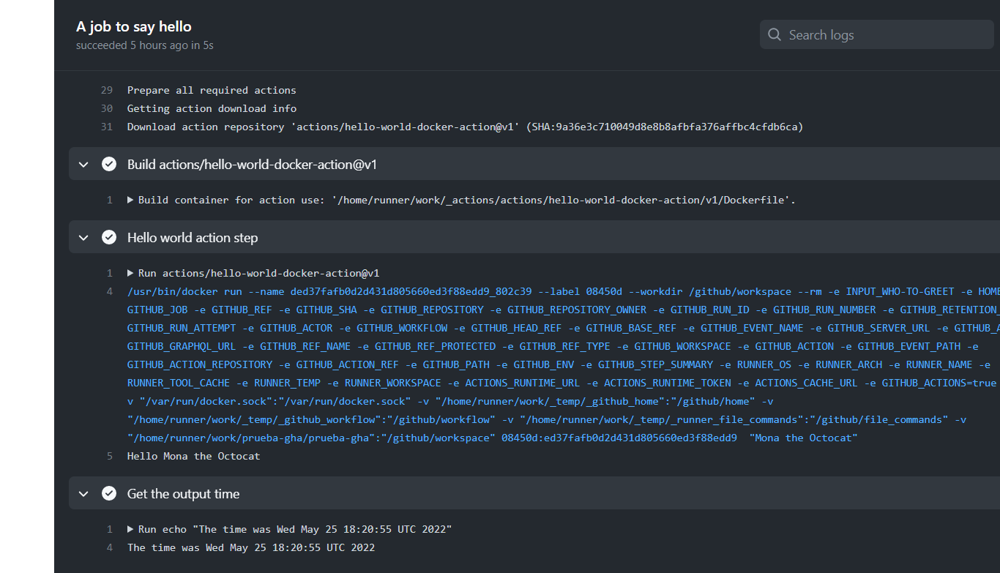 A job to say hello
succeeded 5 hours ago in 5s
Search logs
29 Prepare all required actions
30 Getting action download info
31 Download action repository 'actions/hello-world-docker-action@v1' (SHA:9a36e3c710049d8e8b8afbfa376affbc4cfdb6ca)
Build actions/hello-world-docker-action@v1
1 ▶Build container for action use: '/home/runner/work/_actions/actions/hello-world-docker-action/v1/Dockerfile'.
Hello world action step
1 ▶Run actions/hello-world-docker-action@v1
4 /usr/bin/docker run --name ded37fafb0d2d431d805660ed3f88edd9_802c39 --label 08450d --workdir /github/workspace --rm -e INPUT_WHO-TO-GREET -e HOME
GITHUB_JOB -e GITHUB_REF -e GITHUB_SHA -e GITHUB_REPOSITORY -e GITHUB_REPOSITORY_OWNER -e GITHUB_RUN_ID -e GITHUB_RUN_NUMBER -e GITHUB_RETENTION_
GITHUB_RUN_ATTEMPT -e GITHUB_ACTOR -e GITHUB_WORKFLOW -e GITHUB_HEAD_REF -e GITHUB_BASE_REF -e GITHUB_EVENT_NAME -e GITHUB_SERVER_URL -e GITHUB_A
GITHUB_GRAPHQL_URL -e GITHUB_REF_NAME -e GITHUB_REF_PROTECTED -e GITHUB_REF_TYPE -e GITHUB_WORKSPACE -e GITHUB_ACTION -e GITHUB_EVENT_PATH -e
GITHUB_ACTION_REPOSITORY -e GITHUB_ACTION_REF -e GITHUB_PATH -e GITHUB_ENV -e GITHUB_STEP_SUMMARY -e RUNNER_OS -e RUNNER_ARCH -e RUNNER_NAME -e
RUNNER_TOOL_CACHE -e RUNNER_TEMP -e RUNNER_WORKSPACE -e ACTIONS_RUNTIME_URL -e ACTIONS_RUNTIME_TOKEN -e ACTIONS_CACHE_URL -e GITHUB_ACTIONS=true
v "/var/run/docker.sock":"/var/run/docker.sock" -v "/home/runner/work/_temp/_github_home":"/github/home" -v
"/home/runner/work/_temp/_github_workflow":"/github/workflow" -v "/home/runner/work/_temp/_runner_file_commands":"/github/file_commands" -v
"/home/runner/work/prueba-gha/prueba-gha":"/github/workspace" 08450d:ed37fafb0d2d431d805660ed3f88edd9  "Mona the Octocat"
5 Hello Mona the Octocat
Get the output time
1 ▶Run echo "The time was Wed May 25 18:20:55 UTC 2022"
4 The time was Wed May 25 18:20:55 UTC 2022